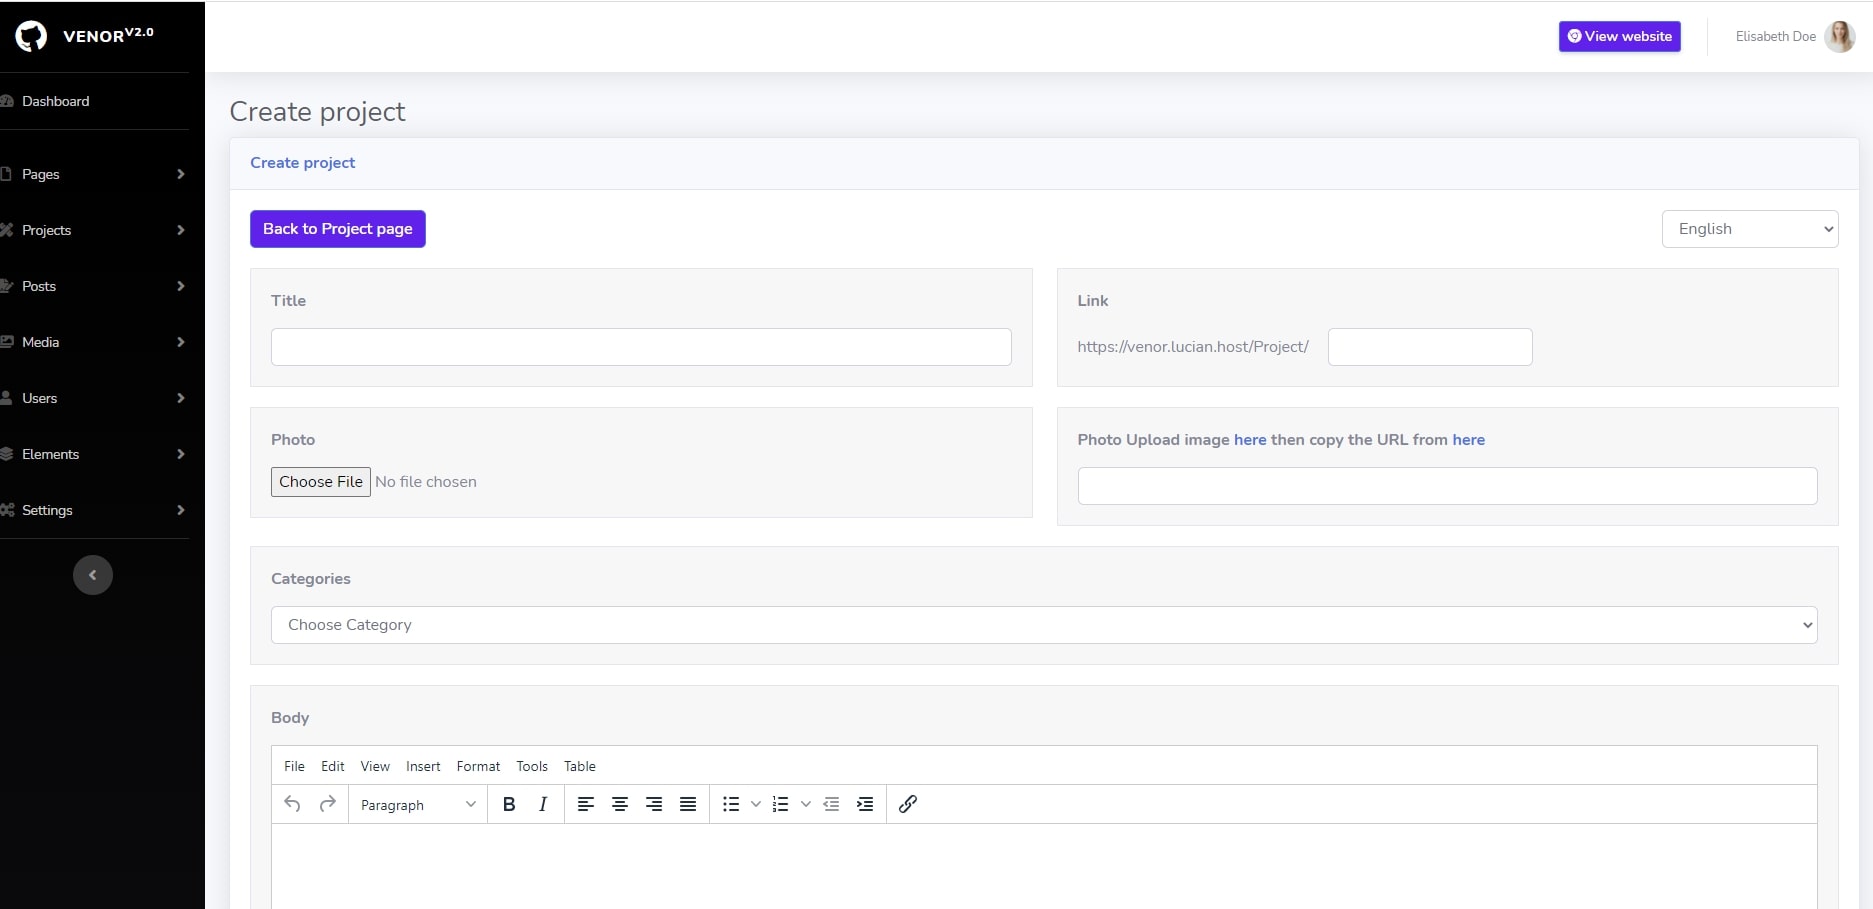 VENOR V2.0
View website
Elisabeth Doe
Dashboard
Pages
Projects
Posts
Media
Users
Elements
Settings
Create project
Create project
Back to Project page
English
Title
Link
https://venor.lucian.host/Project/
Photo
Choose File No file chosen
Photo Upload image here then copy the URL from here
Categories
Choose Category
Body
File Edit View Insert Format Tools Table
Paragraph B I